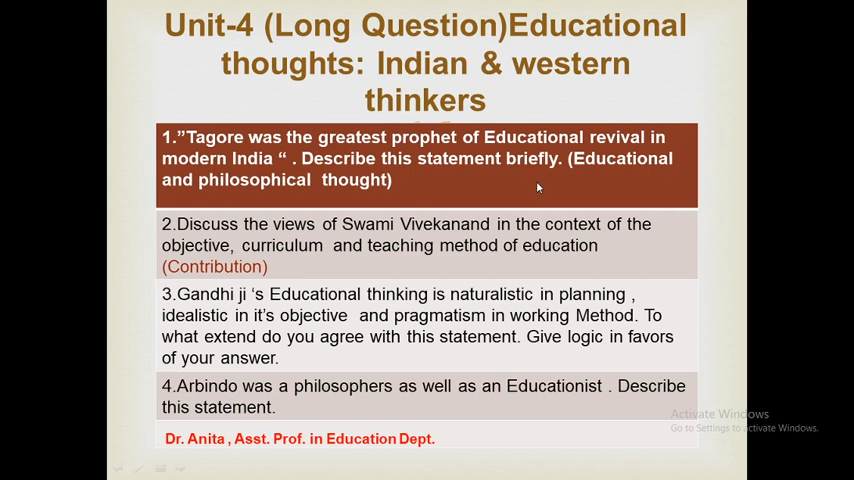 Unit-4 (Long Question)Educational
thoughts: Indian & western
thinkers
1.”Tagore was the greatest prophet of Educational revival in
modern India “ . Describe this statement briefly. (Educational
and philosophical thought)
2.Discuss the views of Swami Vivekanand in the context of the
objective, curriculum and teaching method of education
(Contribution)
3.Gandhi ji ‘s Educational thinking is naturalistic in planning ,
idealistic in it’s objective and pragmatism in working Method. To
what extend do you agree with this statement. Give logic in favors
of your answer.
4.Arbindo was a philosophers as well as an Educationist . Describe
this statement.
Dr. Anita , Asst. Prof. in Education Dept.
Activate Windows
Go to Settings to activate Windows.